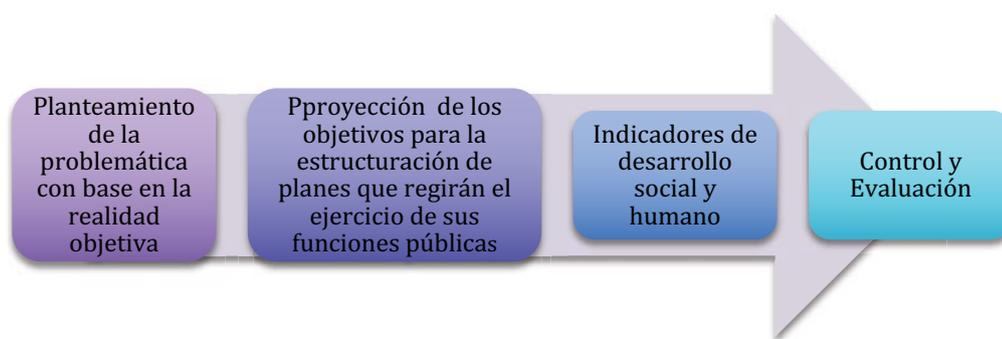 Planteamiento
de la
problemática
con base en la
realidad
objetiva
Pproyección de los
objetivos para la
estructuración de
planes que regirán el
ejercicio de sus
funciones públicas
Indicadores de
desarrollo
social y
humano
Control y
Evaluación